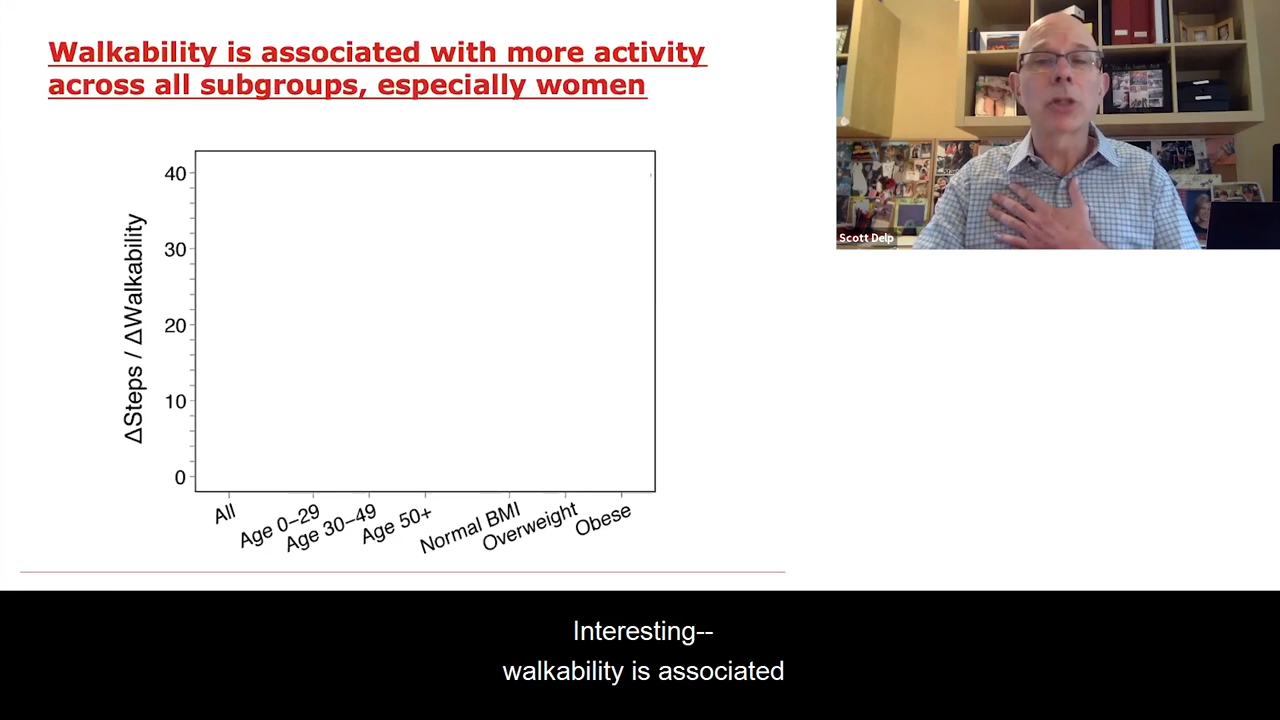 Walkability is associated with more activity
across all subgroups, especially women
ΔSteps / ΔWalkability
40
30
20
10
0
All
Age 0–29
Age 30–49
Age 50+
Normal BMI
Overweight
Obese
Scott Delp
Interesting--
walkability is associated